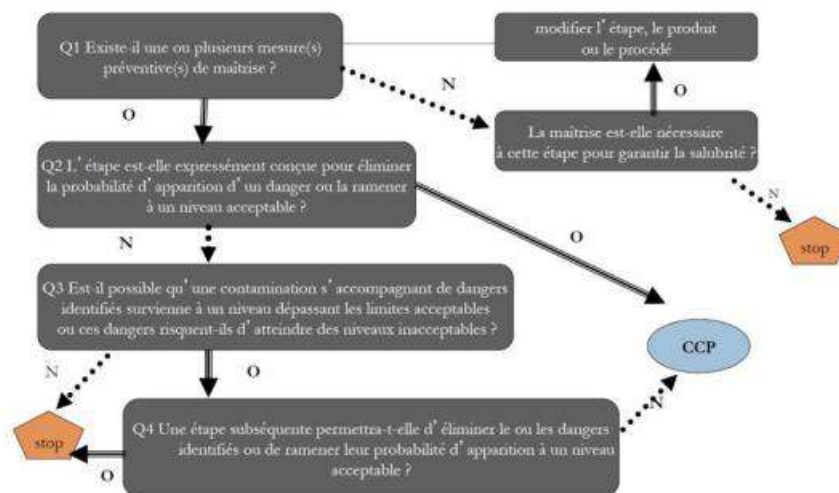 Q1 Existe-il une ou plusieurs mesure(s)
préventive(s) de maîtrise ?
modifier l’ étape, le produit
ou le procédé
N
O
O
La maîtrise est-elle nécessaire
à cette étape pour garantir la salubrité ?
Q2 L’ étape est-elle expressément conçue pour éliminer
la probabilité d’ apparition d’ un danger ou la ramener
à un niveau acceptable ?
N
stop
N
O
Q3 Est-il possible qu’ une contamination s’ accompagnant de dangers
identifiés survienne à un niveau dépassant les limites acceptables
ou ces dangers risquent-ils d’ atteindre des niveaux inacceptables ?
CCP
N
O
N
Q4 Une étape subséquente permettra-t-elle d’ éliminer le ou les dangers
identifiés ou de ramener leur probabilité d’ apparition à un niveau
acceptable ?
stop
O